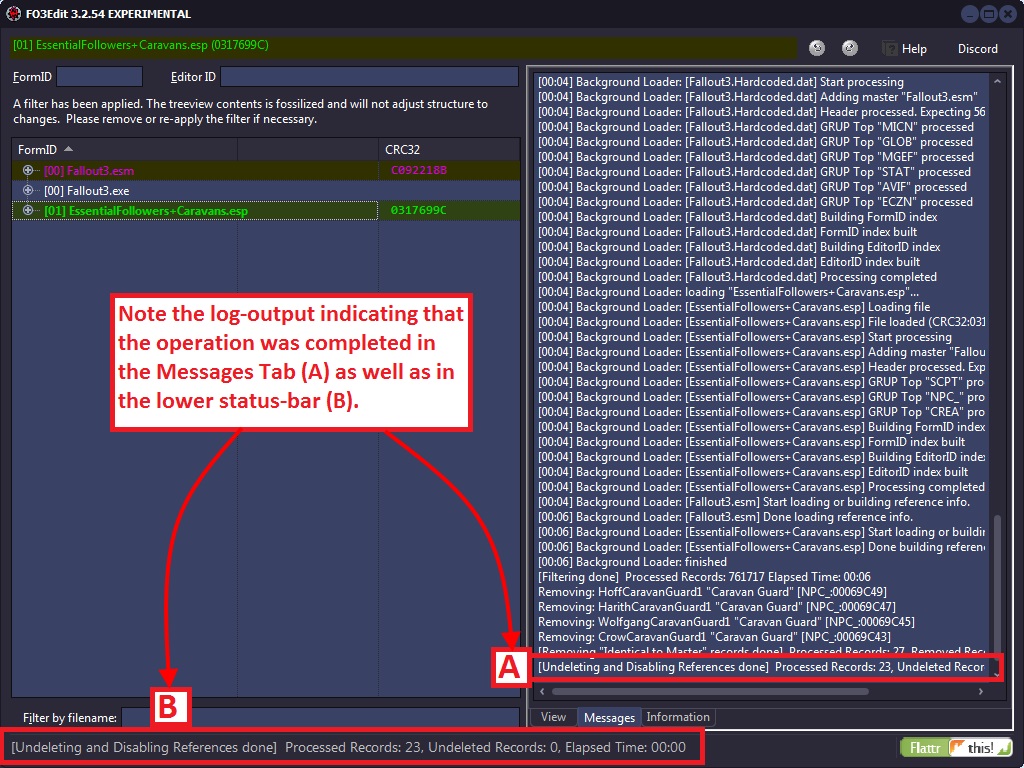 FO3Edit 3.2.54 EXPERIMENTAL
[01] EssentialFollowers+Caravans.esp (0317699C)
Help
Discord
FormID
Editor ID
A filter has been applied. The treeview contents is fossilized and will not adjust structure to
changes. Please remove or re-apply the filter if necessary.
FormID CRC32
[00] Fallout3.esm C092218B
[00] Fallout3.exe
[01] EssentialFollowers+Caravans.esp 0317699C
Note the log-output indicating that
the operation was completed in
the Messages Tab (A) as well as in
the lower status-bar (B).
B
A
Filter by filename:
[00:04] Background Loader: [Fallout3.Hardcoded.dat] Start processing
[00:04] Background Loader: [Fallout3.Hardcoded.dat] Adding master "Fallout3.esm"
[00:04] Background Loader: [Fallout3.Hardcoded.dat] Header processed. Expecting 56
[00:04] Background Loader: [Fallout3.Hardcoded.dat] GRUP Top "MICN" processed
[00:04] Background Loader: [Fallout3.Hardcoded.dat] GRUP Top "GLOB" processed
[00:04] Background Loader: [Fallout3.Hardcoded.dat] GRUP Top "MGEF" processed
[00:04] Background Loader: [Fallout3.Hardcoded.dat] GRUP Top "STAT" processed
[00:04] Background Loader: [Fallout3.Hardcoded.dat] GRUP Top "AVIF" processed
[00:04] Background Loader: [Fallout3.Hardcoded.dat] GRUP Top "ECZN" processed
[00:04] Background Loader: [Fallout3.Hardcoded.dat] Building FormID index
[00:04] Background Loader: [Fallout3.Hardcoded.dat] FormID index built
[00:04] Background Loader: [Fallout3.Hardcoded.dat] Building EditorID index
[00:04] Background Loader: [Fallout3.Hardcoded.dat] EditorID index built
[00:04] Background Loader: [Fallout3.Hardcoded.dat] Processing completed
[00:04] Background Loader: loading "EssentialFollowers+Caravans.esp"...
[00:04] Background Loader: [EssentialFollowers+Caravans.esp] Loading file
[00:04] Background Loader: [EssentialFollowers+Caravans.esp] File loaded (CRC32:031
[00:04] Background Loader: [EssentialFollowers+Caravans.esp] Start processing
[00:04] Background Loader: [EssentialFollowers+Caravans.esp] Adding master "Fallou
[00:04] Background Loader: [EssentialFollowers+Caravans.esp] Header processed. Exp
[00:04] Background Loader: [EssentialFollowers+Caravans.esp] GRUP Top "SCPT" pro
[00:04] Background Loader: [EssentialFollowers+Caravans.esp] GRUP Top "NPC_" pro
[00:04] Background Loader: [EssentialFollowers+Caravans.esp] GRUP Top "CREA" pro
[00:04] Background Loader: [EssentialFollowers+Caravans.esp] Building FormID index
[00:04] Background Loader: [EssentialFollowers+Caravans.esp] FormID index built
[00:04] Background Loader: [EssentialFollowers+Caravans.esp] Building EditorID inde
[00:04] Background Loader: [EssentialFollowers+Caravans.esp] EditorID index built
[00:04] Background Loader: [EssentialFollowers+Caravans.esp] Processing completed
[00:04] Background Loader: [Fallout3.esm] Start loading or building reference info.
[00:06] Background Loader: [Fallout3.esm] Done loading reference info.
[00:06] Background Loader: [EssentialFollowers+Caravans.esp] Start loading or buildin
[00:06] Background Loader: [EssentialFollowers+Caravans.esp] Done building referen
[00:06] Background Loader: finished
[Filtering done] Processed Records: 761717 Elapsed Time: 00:06
Removing: HoffCaravanGuard1 "Caravan Guard" [NPC_:00069C49]
Removing: HarithCaravanGuard1 "Caravan Guard" [NPC_:00069C47]
Removing: WolfgangCaravanGuard1 "Caravan Guard" [NPC_:00069C45]
Removing: CrowCaravanGuard1 "Caravan Guard" [NPC_:00069C43]
[Removing "Identical to Master" records done] Processed Records: 27, Removed Reco
[Undeleting and Disabling References done] Processed Records: 23, Undeleted Recor
View Messages Information
[Undeleting and Disabling References done] Processed Records: 23, Undeleted Records: 0, Elapsed Time: 00:00
Flattr this!